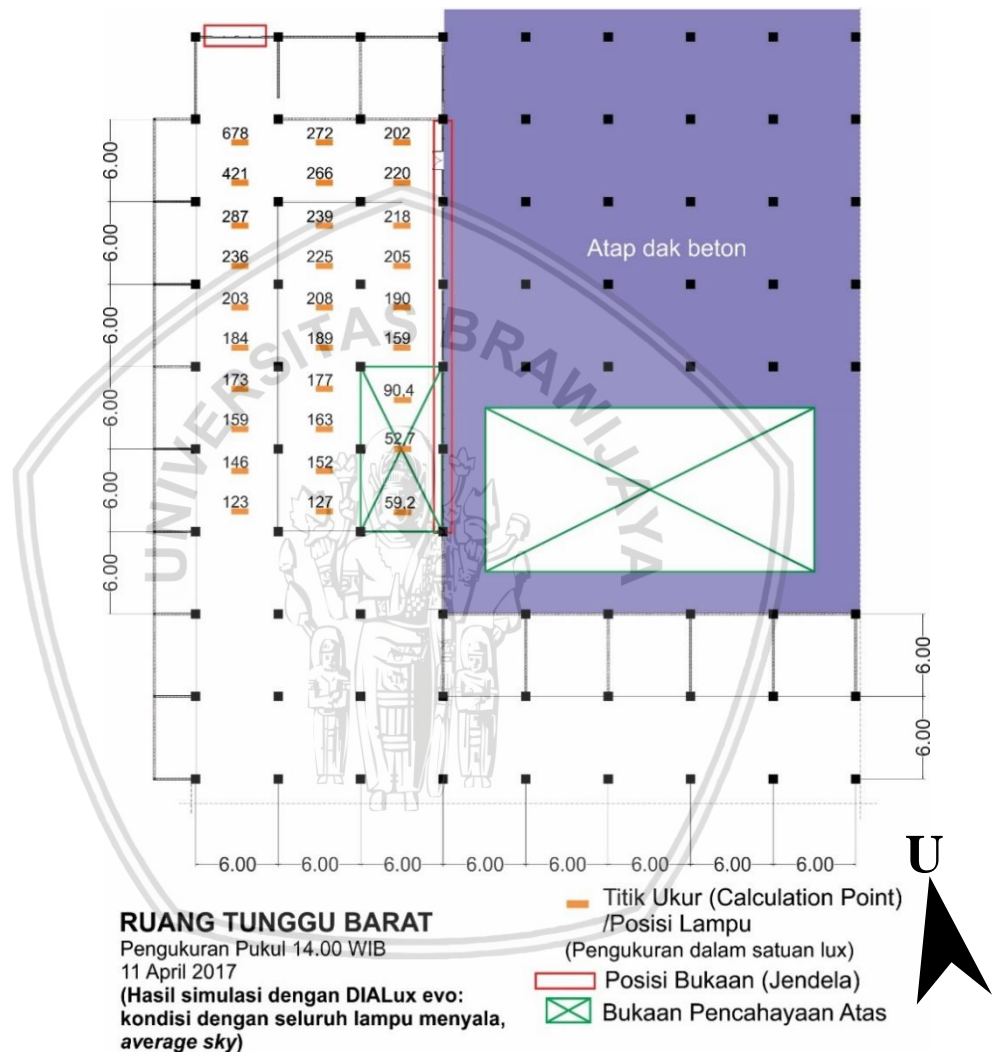 678 272 202
421 266 220
287 239 218
236 225 205
203 208 190
184 189 159
173 177 90.4
159 163 52.7
146 152 59.2
123 127
6.00
6.00
6.00
6.00
6.00
6.00
Atap dak beton
UNIVERSITAS BRAWIJAYA
6.00
6.00
6.00 6.00 6.00 6.00 6.00 6.00 6.00 6.00
U
RUANG TUNGGU BARAT
Pengukuran Pukul 14.00 WIB
11 April 2017
(Hasil simulasi dengan DIALux evo:
kondisi dengan seluruh lampu menyala,
average sky)
Titik Ukur (Calculation Point)
/Posisi Lampu
(Pengukuran dalam satuan lux)
Posisi Bukaan (Jendela)
Bukaan Pencahayaan Atas